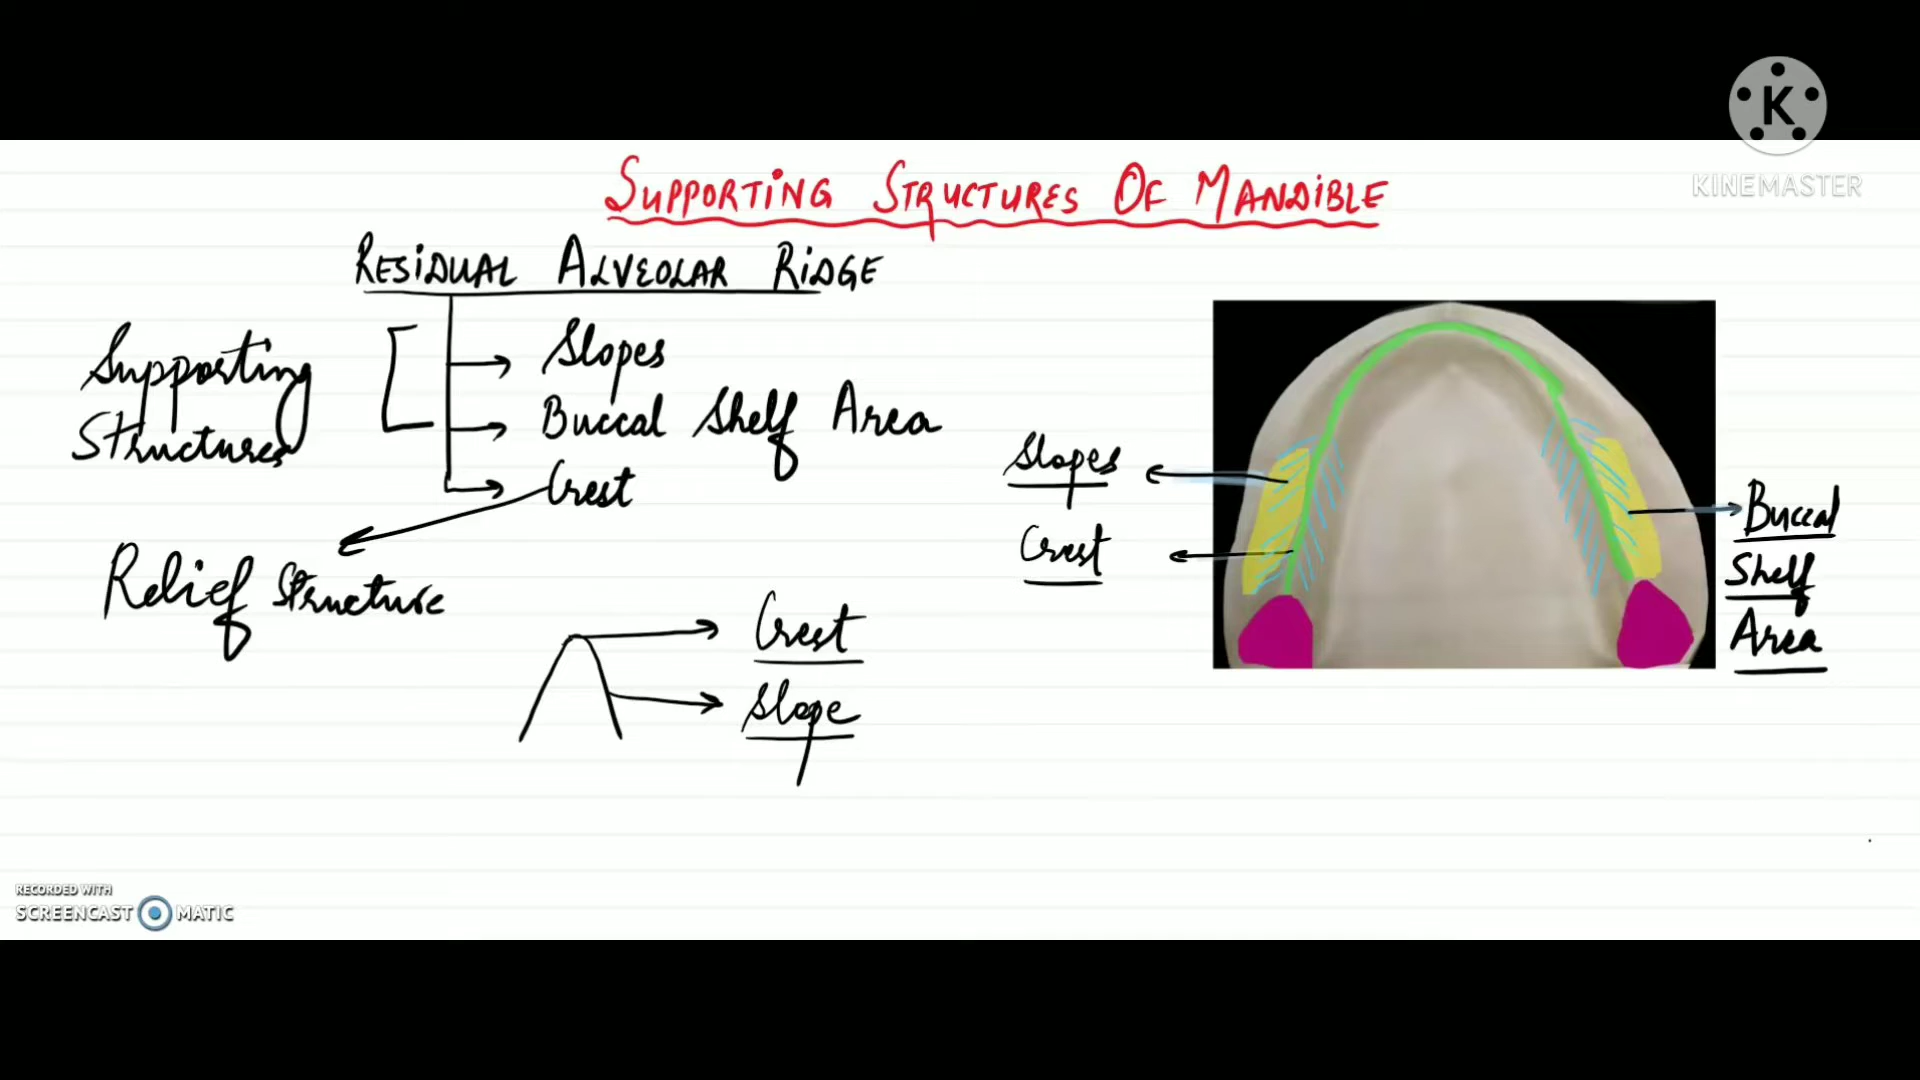 K
KINEMASTER
SUPPORTING STRUCTURES OF MANDIBLE
RESIDUAL ALVEOLAR RIDGE
Supporting
Structures
Slopes
Buccal Shelf Area
Crest
Relief Structure
Crest
Slope
Slopes
Crest
Buccal
Shelf
Area
RECORDED WITH
SCREENCAST MATIC